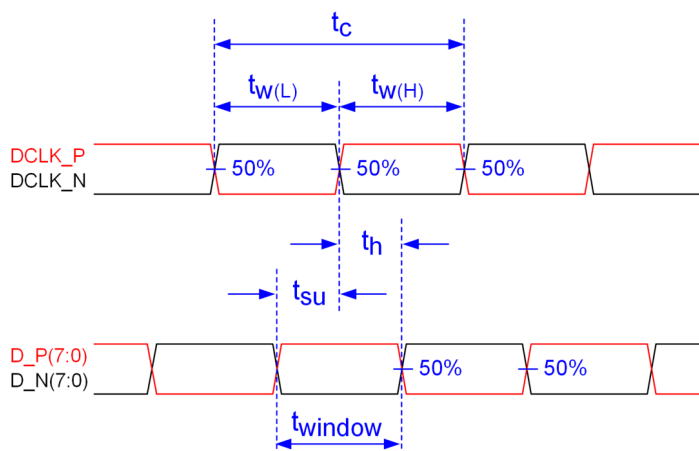 tc
tw(L) tw(H)
DCLK_P
DCLK_N
50% 50% 50%
th
tsu
D_P(7:0)
D_N(7:0)
50% 50%
twindow